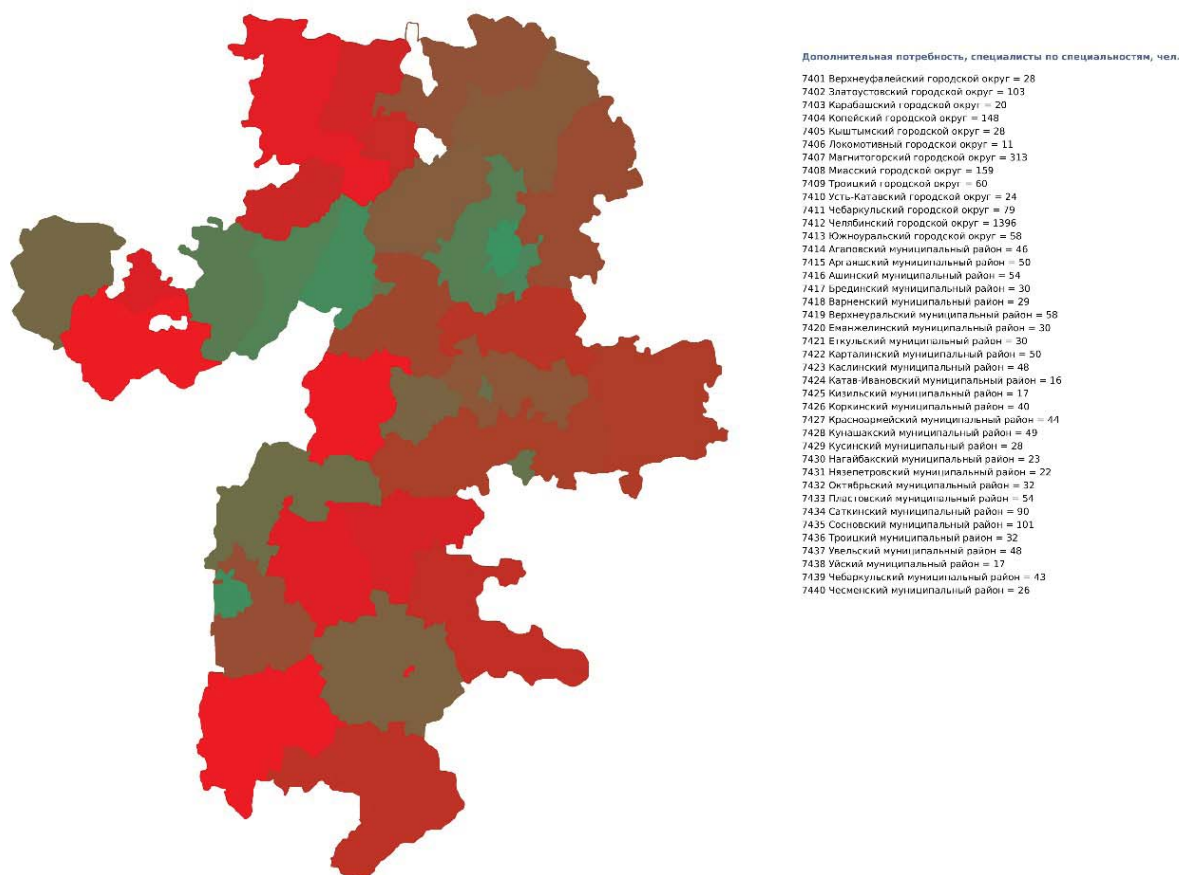 Дополнительная потребность, специалисты по специальностям, чел.
7401 Верхнеуфалейский городской округ = 28
7402 Златоустовский городской округ = 103
7403 Карабашский городской округ = 20
7404 Копейский городской округ = 148
7405 Кыштымский городской округ = 28
7406 Локомотивный городской округ = 11
7407 Магнитогорский городской округ = 313
7408 Миасский городской округ = 159
7409 Троицкий городской округ = 60
7410 Усть-Катавский городской округ = 24
7411 Чебаркульский городской округ = 79
7412 Челябинский городской округ = 1396
7413 Южноуральский городской округ = 58
7414 Агаповский муниципальный район = 46
7415 Аргаяшский муниципальный район = 50
7416 Ашинский муниципальный район = 54
7417 Брединский муниципальный район = 30
7418 Варненский муниципальный район = 29
7419 Верхнеуральский муниципальный район = 58
7420 Еманжелинский муниципальный район = 30
7421 Еткульский муниципальный район = 30
7422 Карталинский муниципальный район = 50
7423 Каслинский муниципальный район = 48
7424 Катав-Ивановский муниципальный район = 16
7425 Кизильский муниципальный район = 17
7426 Коркинский муниципальный район = 40
7427 Красноармейский муниципальный район = 44
7428 Кунашакский муниципальный район = 49
7429 Кусинский муниципальный район = 28
7430 Нагайбакский муниципальный район = 23
7431 Нязепетровский муниципальный район = 22
7432 Октябрьский муниципальный район = 32
7433 Пластовский муниципальный район = 54
7434 Саткинский муниципальный район = 90
7435 Сосновский муниципальный район = 101
7436 Троицкий муниципальный район = 32
7437 Увельский муниципальный район = 48
7438 Уйский муниципальный район = 17
7439 Чебаркульский муниципальный район = 43
7440 Чесменский муниципальный район = 26